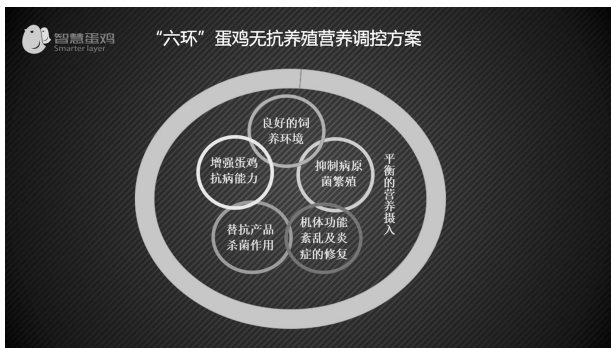 智慧蛋鸡
Smarter layer
“六环”蛋鸡无抗养殖营养调控方案
良好的饲
养环境
增强蛋鸡
抗病能力
抑制病原
菌繁殖
平衡的营养摄入
替抗产品
杀菌作用
机体功能
紊乱及炎
症的修复